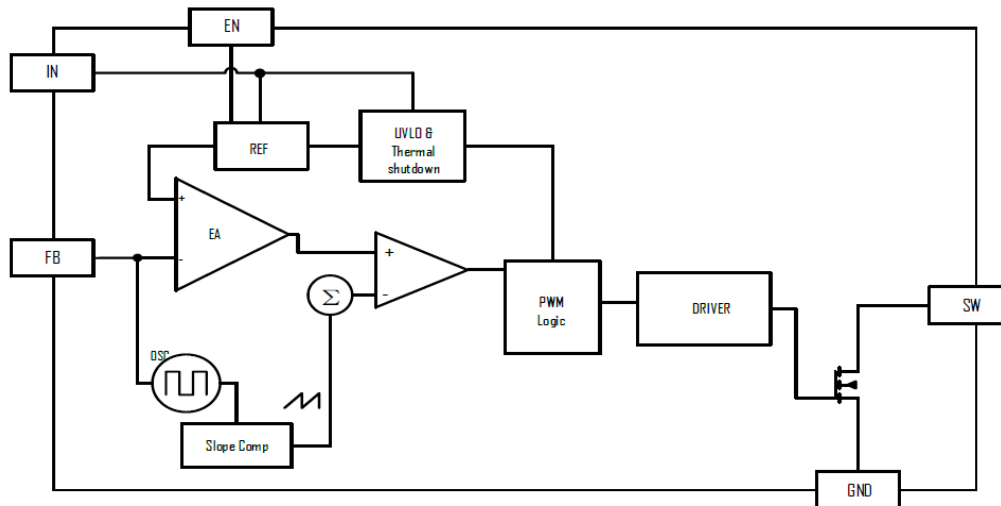 EN
IN
REF
UVLO &
Thermal
shutdown
+
EA
-
FB
+
-
Σ
PWM
Logic
DRIVER
SW
OSC
Slope Comp
GND